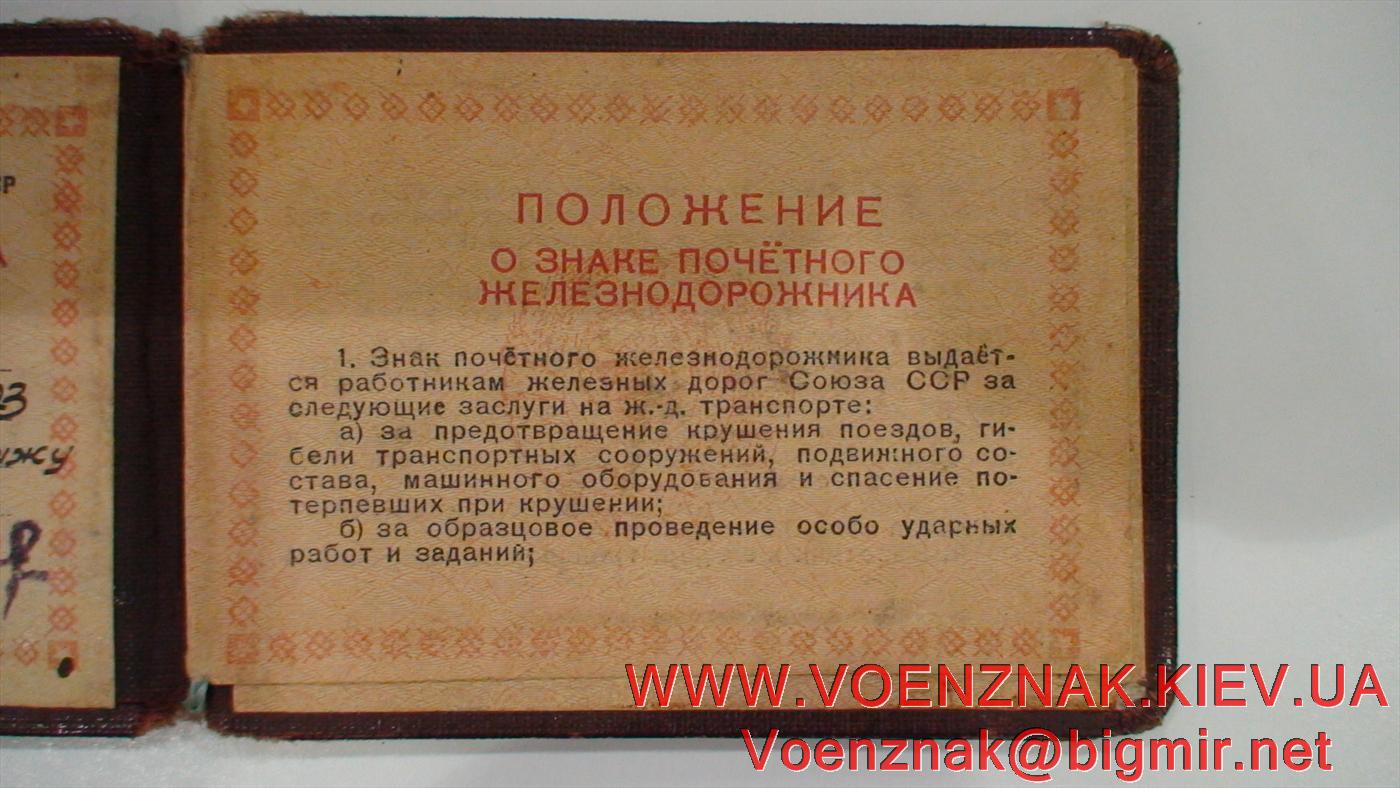 ПОЛОЖЕНИЕ
О ЗНАКЕ ПОЧЁТНОГО
ЖЕЛЕЗНОДОРОЖНИКА
1. Знак почётного железнодорожника выдаёт-
ся работникам железных дорог Союза ССР за
следующие заслуги на ж.-д. транспорте:
а) за предотвращение крушения поездов, ги-
бели транспортных сооружений, подвижного со-
става, машинного оборудования и спасение по-
терпевших при крушении;
б) за образцовое проведение особо ударных
работ и заданий;
WWW.VOENZNAK.KIEV.UA
Voenznak@bigmir.net